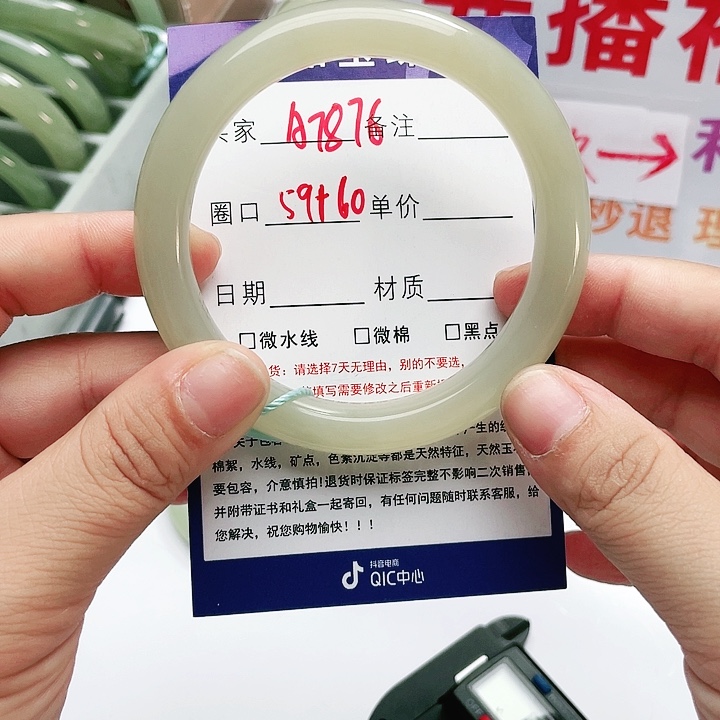 家 A7876 备注
圈口 59+60 单价
日期 材质
□微水线 □微棉 □黑点
货：请选择7天无理由，别的不要选，
填写需要修改之后重新
棉絮，水线，矿点，色素沉淀等都是天然特征，天然玉
要包容，介意慎拍！退货时保证标签完整不影响二次销售
并附带证书和礼盒一起寄回，有任何问题随时联系客服，给
您解决，祝您购物愉快！！！
抖音电商
QIC中心
播
秒退